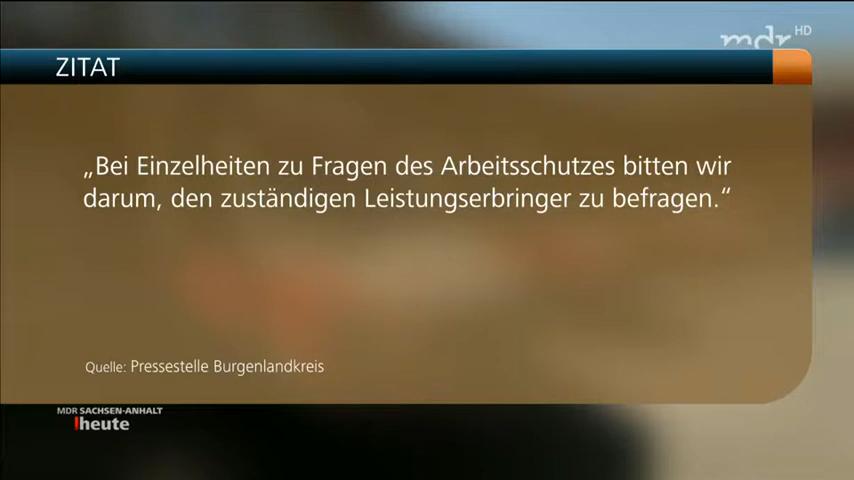 mdr HD
ZITAT
„Bei Einzelheiten zu Fragen des Arbeitsschutzes bitten wir
darum, den zuständigen Leistungserbringer zu befragen.“
Quelle: Pressestelle Burgenlandkreis
MDR SACHSEN-ANHALT
heute